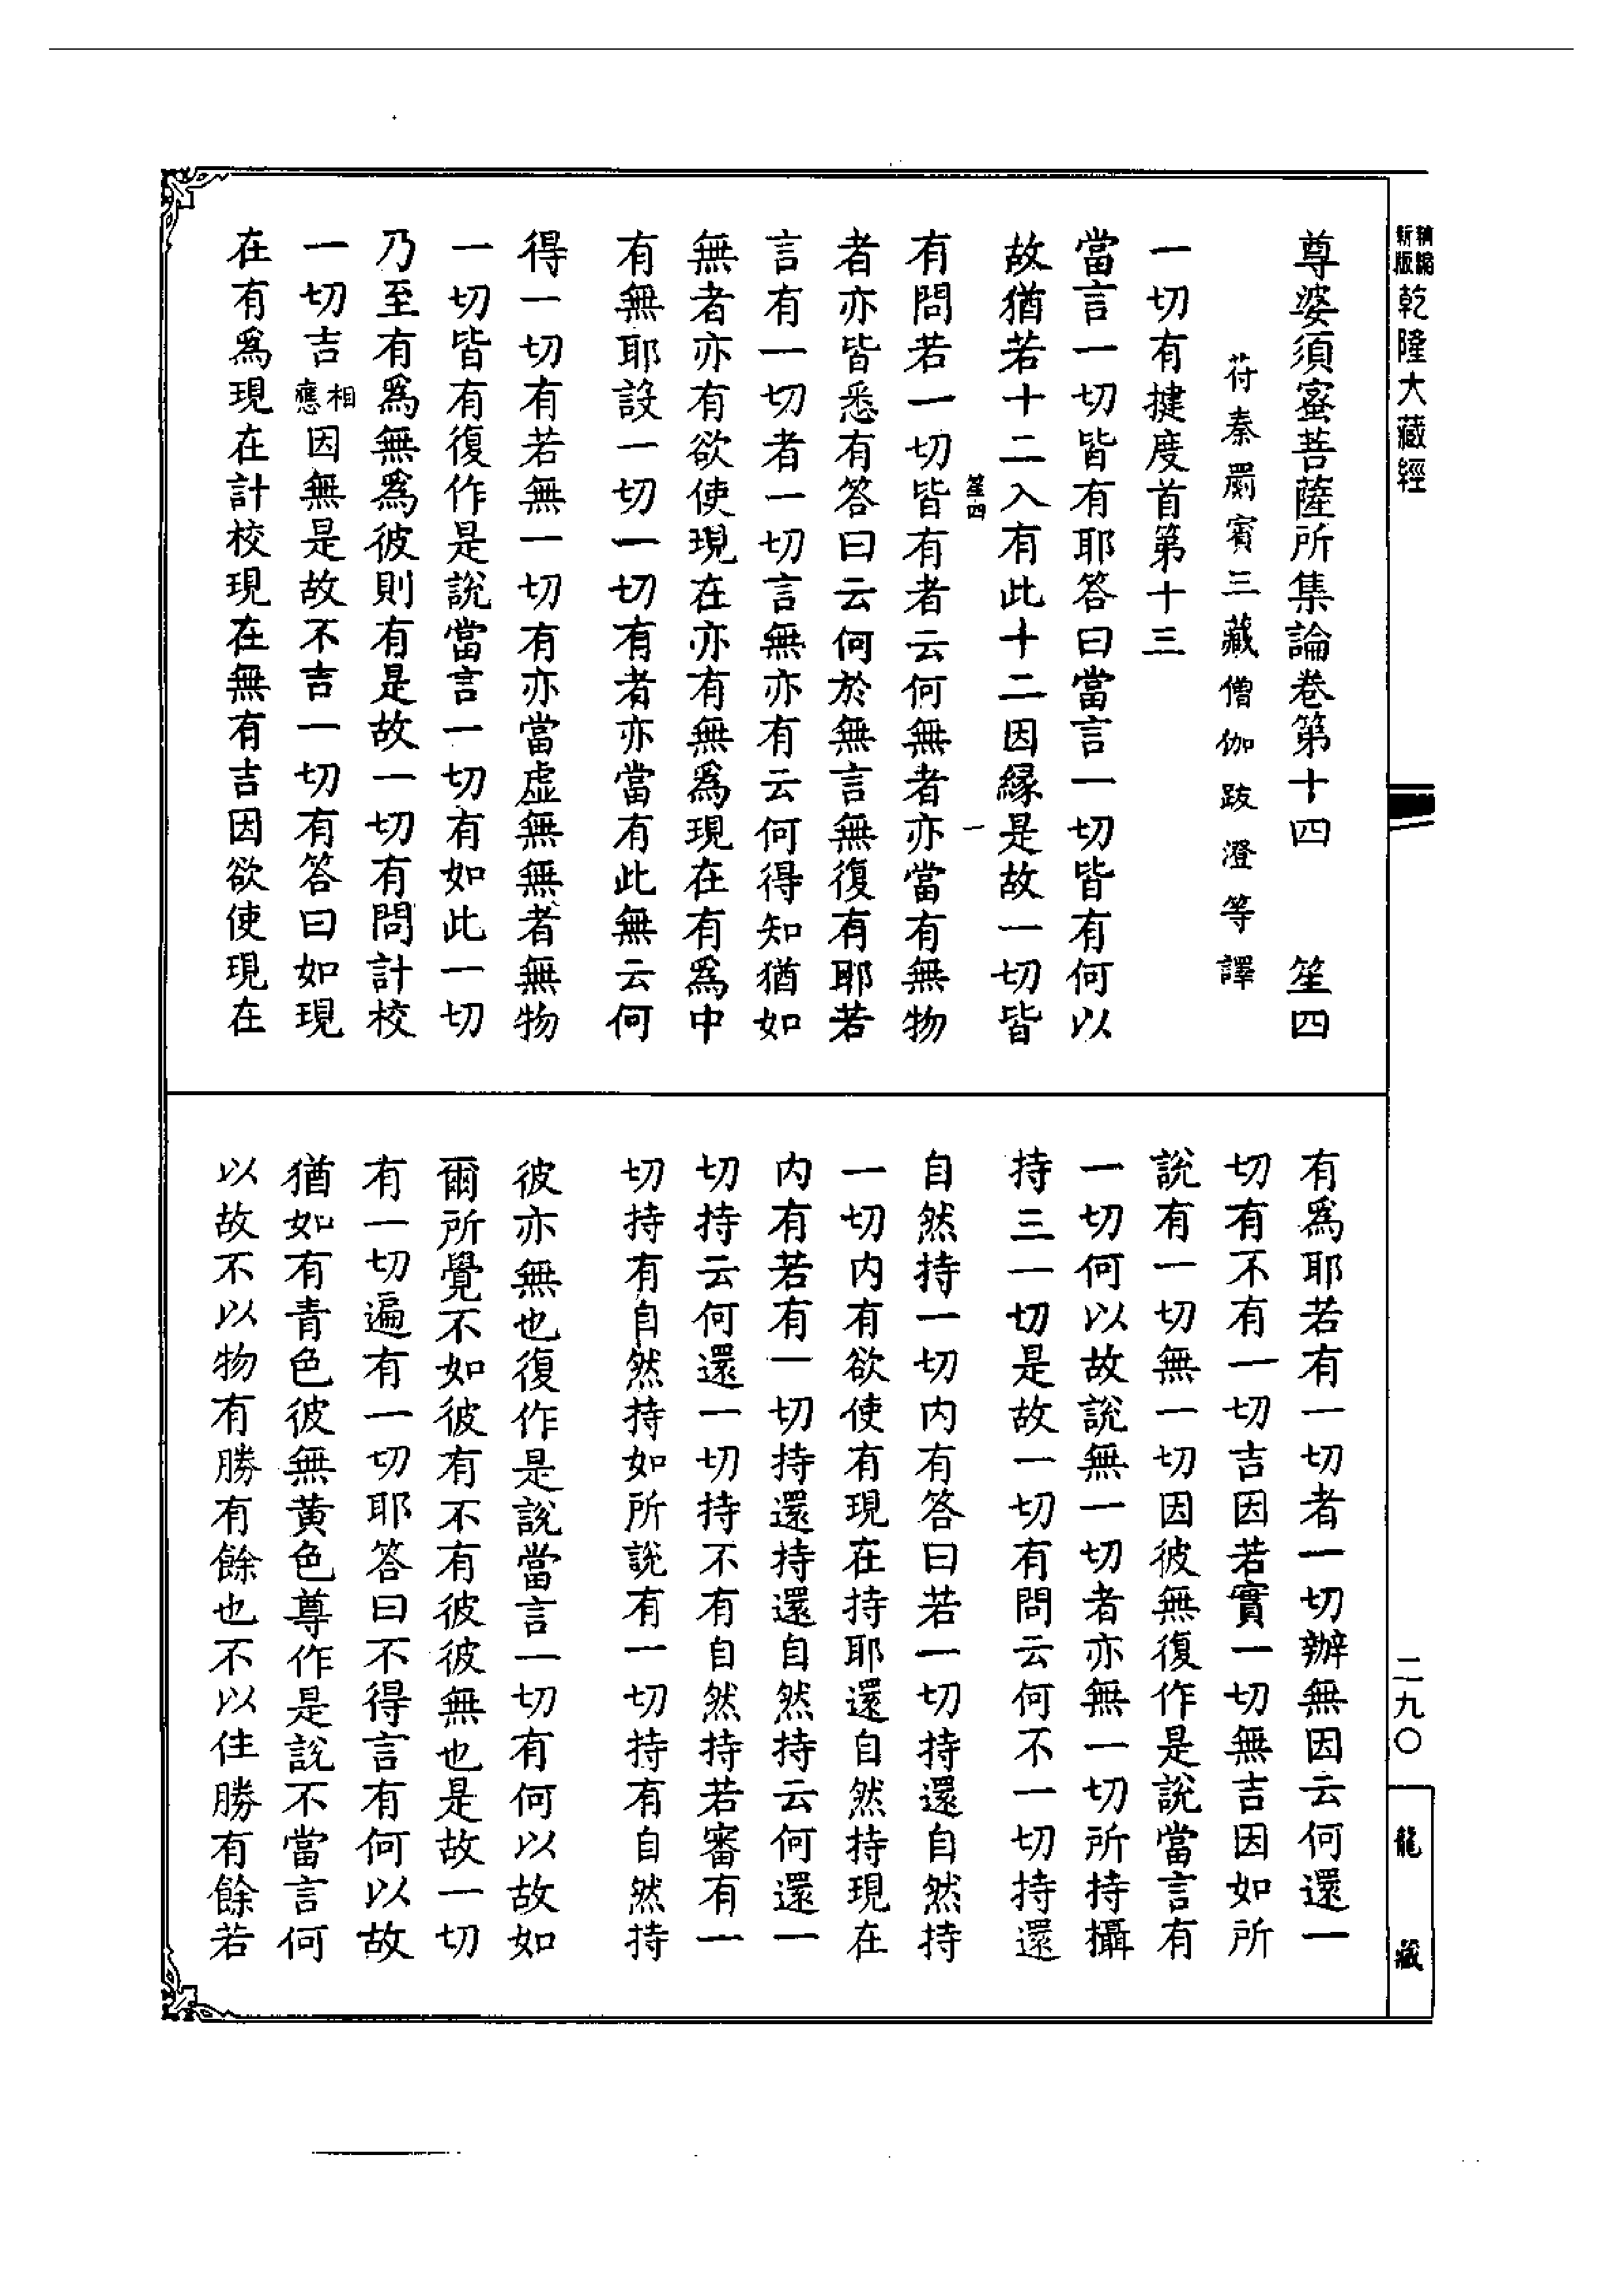 精縮新版乾隆大藏經
尊婆須蜜菩薩所集論卷第十四 笙四
苻秦罽賓三藏僧伽跋澄等譯
一切有揵度首第十三
當言一切皆有耶答曰當言一切皆有何以
故猶若十二入有此十二因緣是故一切皆
笙四 一
有問若一切皆有者云何無者亦當有無物
者亦皆悉有答曰云何於無言無復有耶若
言有一切者一切言無亦有云何得知猶如
無者亦有欲使現在亦有無爲現在有爲中
有無耶設一切一切有者亦當有此無云何
得一切有若無一切有亦當虛無無者無物
一切皆有復作是說當言一切有如此一切
乃至有爲無爲彼則有是故一切有問計校
一切吉相應因無是故不吉一切有答曰如現
在有爲現在計校現在無有吉因欲使現在
有爲耶若有一切者一切辦無因云何還一
切有不有一切吉因若實一切無吉因如所
說有一切無一切因彼無復作是說當言有
一切何以故說無一切者亦無一切所持攝
持三一切是故一切有問云何不一切持還
自然持一切内有答曰若一切持還自然持
一切内有欲使有現在持耶還自然持現在
内有若有一切持還持還自然持云何還一
切持云何還一切持不有自然持若審有一
切持有自然持如所說有一切持有自然持
彼亦無也復作是說當言一切有何以故如
爾所覺不如彼有不有彼彼無也是故一切
有一切遍有一切耶答曰不得言有何以故
猶如有青色彼無黄色尊作是說不當言何
以故不以物有勝有餘也不以住勝有餘若
二九〇
龍藏